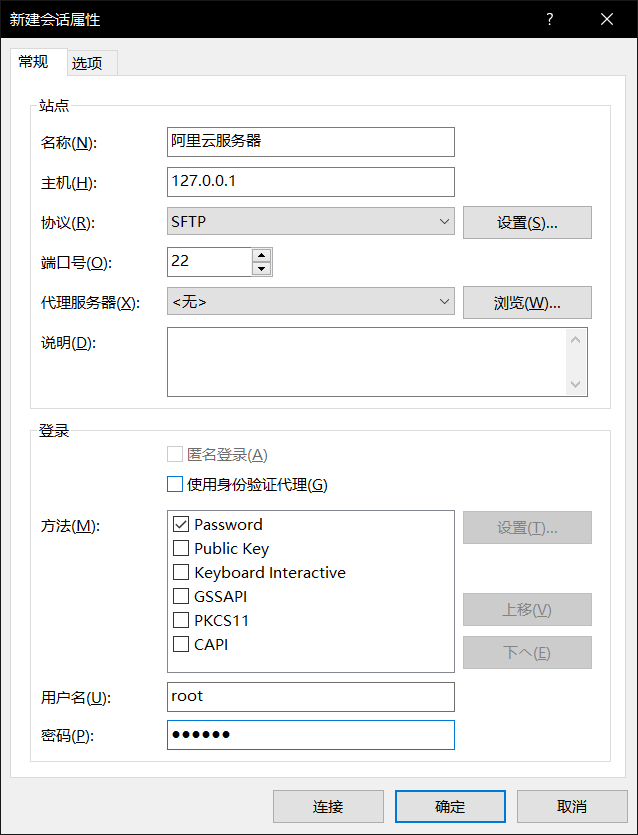 新建会话属性 ?
常规 选项
站点
名称(N): 阿里云服务器
主机(H): 127.0.0.1
协议(R): SFTP 设置(S)...
端口号(O): 22
代理服务器(X): <无> 浏览(W)...
说明(D):
登录
匿名登录(A)
使用身份验证代理(G)
方法(M): Password 设置(T)...
Public Key
Keyboard Interactive
GSSAPI 上移(V)
PKCS11
CAPI 下へ(E)
用户名(U): root
密码(P): ●●●●●●
连接 确定 取消